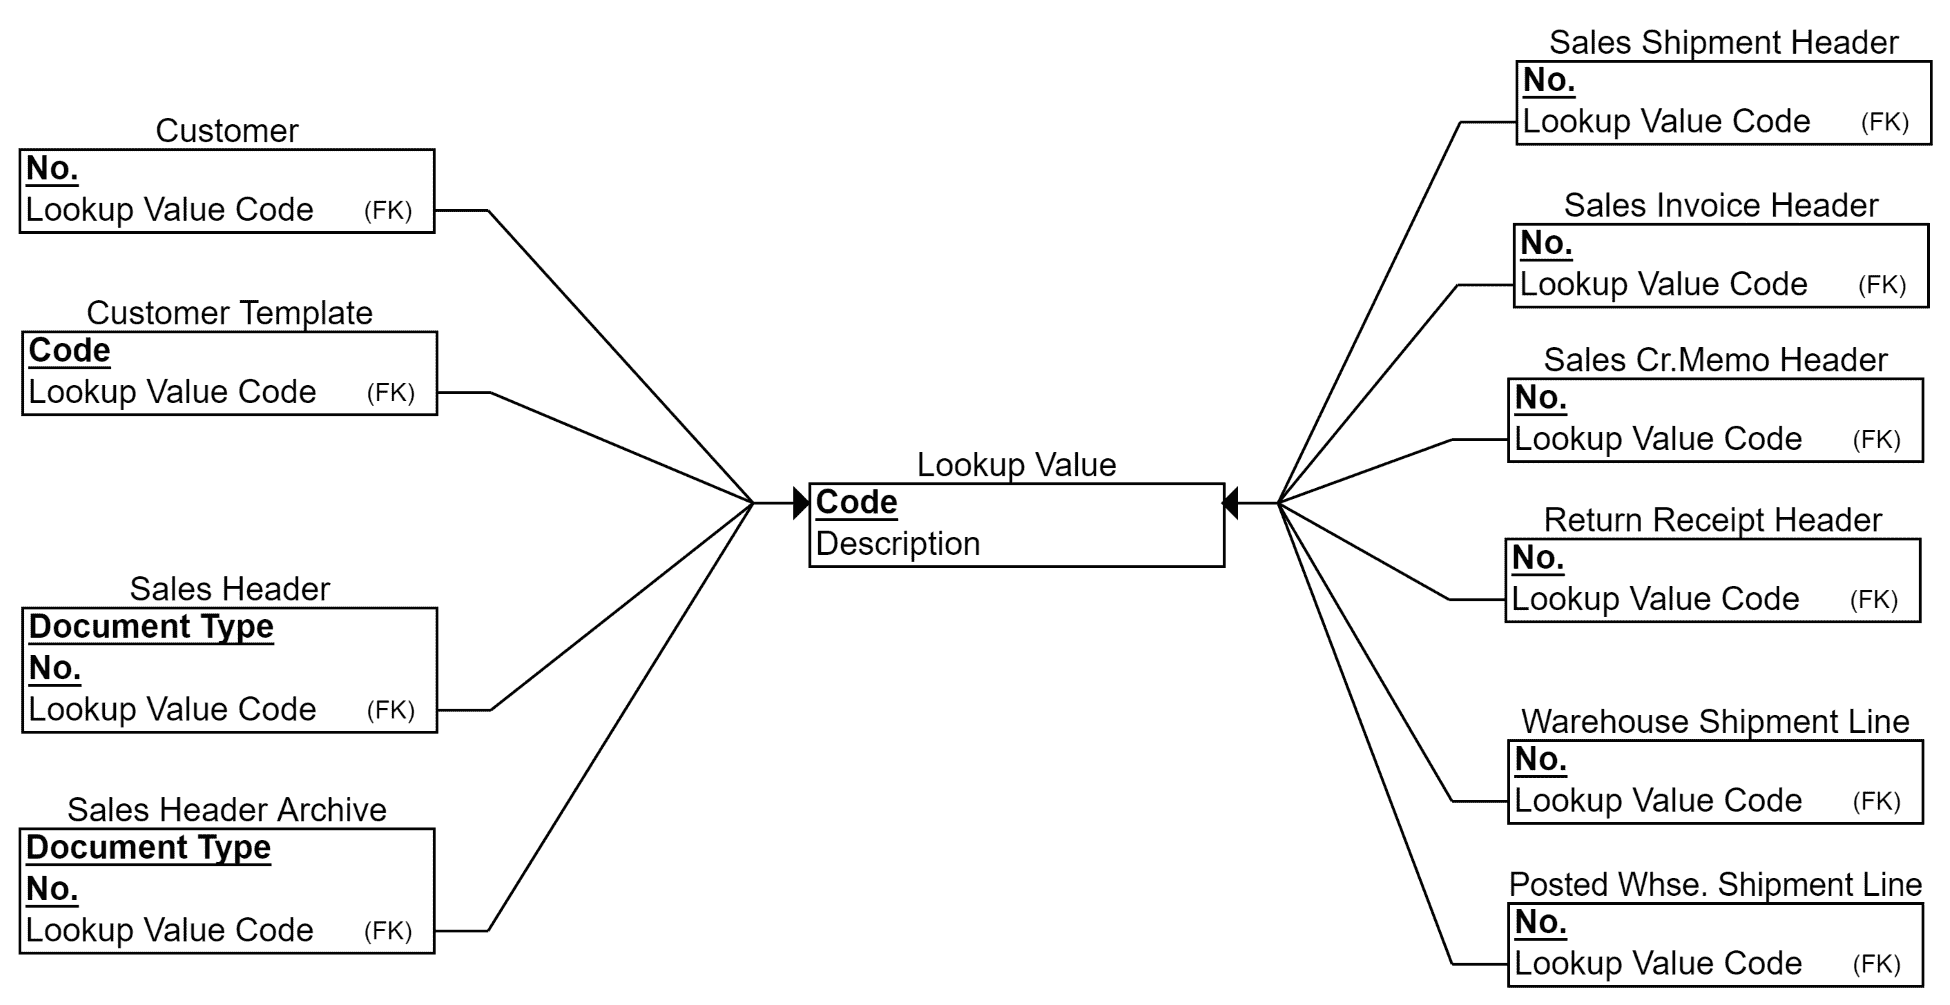 Customer
No.
Lookup Value Code (FK)
Customer Template
Code
Lookup Value Code (FK)
Sales Header
Document Type
No.
Lookup Value Code (FK)
Sales Header Archive
Document Type
No.
Lookup Value Code (FK)
Lookup Value
Code
Description
Sales Shipment Header
No.
Lookup Value Code (FK)
Sales Invoice Header
No.
Lookup Value Code (FK)
Sales Cr.Memo Header
No.
Lookup Value Code (FK)
Return Receipt Header
No.
Lookup Value Code (FK)
Warehouse Shipment Line
No.
Lookup Value Code (FK)
Posted Whse. Shipment Line
No.
Lookup Value Code (FK)